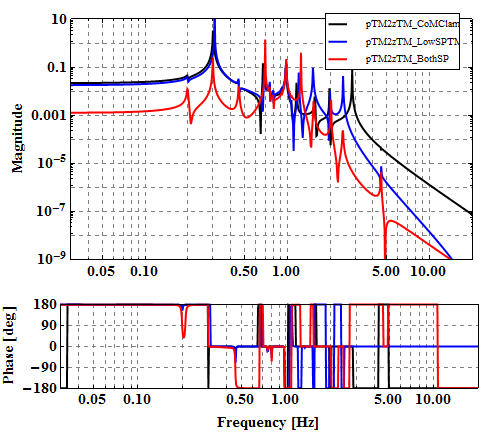 pTM2zTM_CoMClam
pTM2zTM_LowSPTN
pTM2zTM_BothSP
Magnitude
10
0.1
0.001
10⁻⁵
10⁻⁷
10⁻⁹
0.05 0.10 0.50 1.00 5.00 10.00
Phase [deg]
180
90
0
-90
-180
0.05 0.10 0.50 1.00 5.00 10.00
Frequency [Hz]